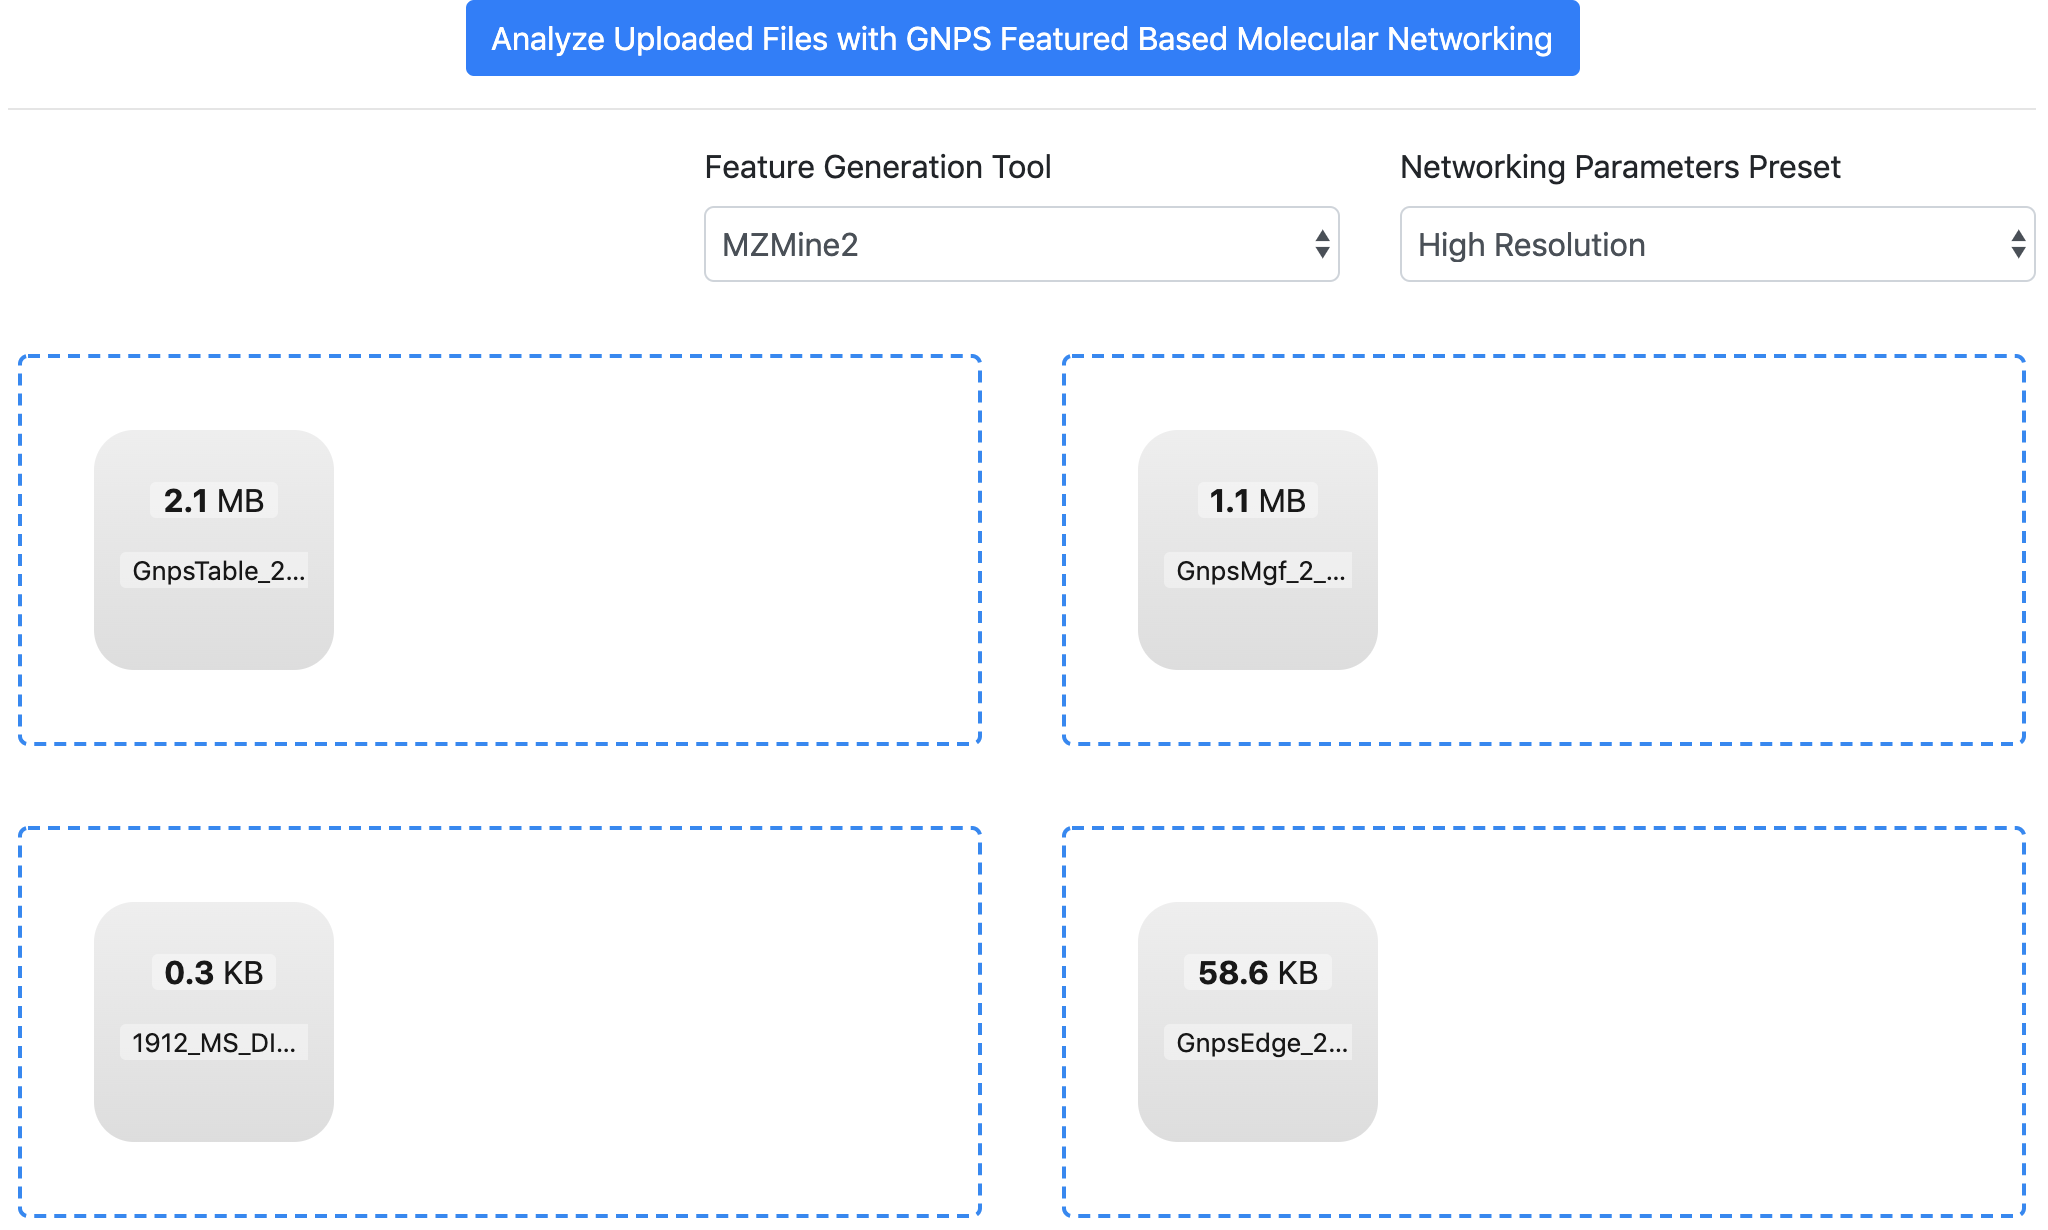 Analyze Uploaded Files with GNPS Featured Based Molecular Networking
Feature Generation Tool
Networking Parameters Preset
MZMine2
High Resolution
2.1 MB
GnpsTable_2...
1.1 MB
GnpsMgf_2_...
0.3 KB
1912_MS_DI...
58.6 KB
GnpsEdge_2...